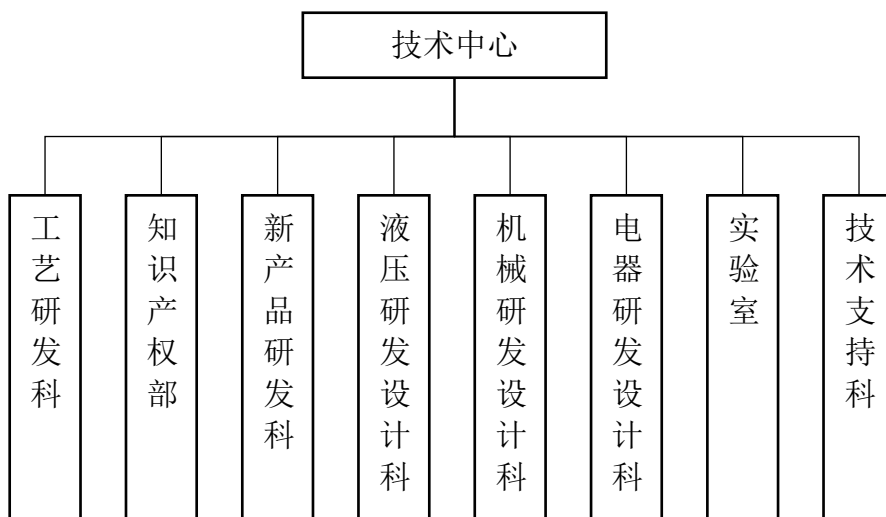 技术中心
工艺研发科
知识产权部
新产品研发科
液压研发设计科
机械研发设计科
电器研发设计科
实验室
技术支持科